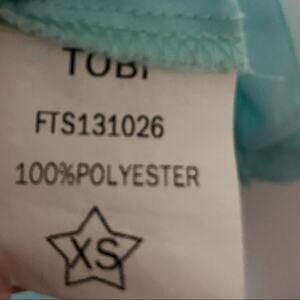 TOBI
FTS131026
100%POLYESTER
XS